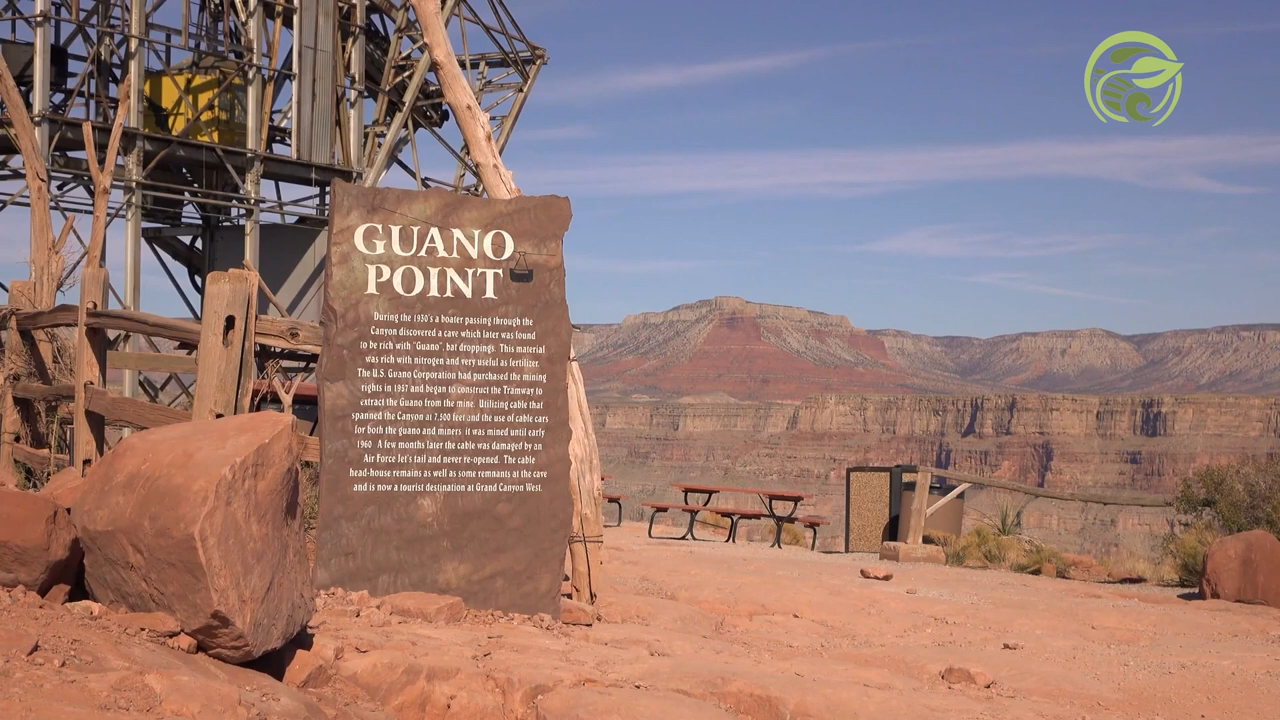 GUANO
POINT
During the 1930's a boater passing through the
Canyon discovered a cave which later was found
to be rich with "Guano", bat droppings. This material
was rich with nitrogen and very useful as fertilizer.
The U.S. Guano Corporation had purchased the mining
rights in 1957 and began to construct the Tramway to
extract the Guano from the mine. Utilizing cable that
spanned the Canyon at 7,500 feet and the use of cable cars
for both the guano and miners it was mined until early
1960 A few months later the cable was damaged by an
Air Force Jet's tail and never re-opened. The cable
head-house remains as well as some remnants at the cave
and is now a tourist destination at Grand Canyon West.